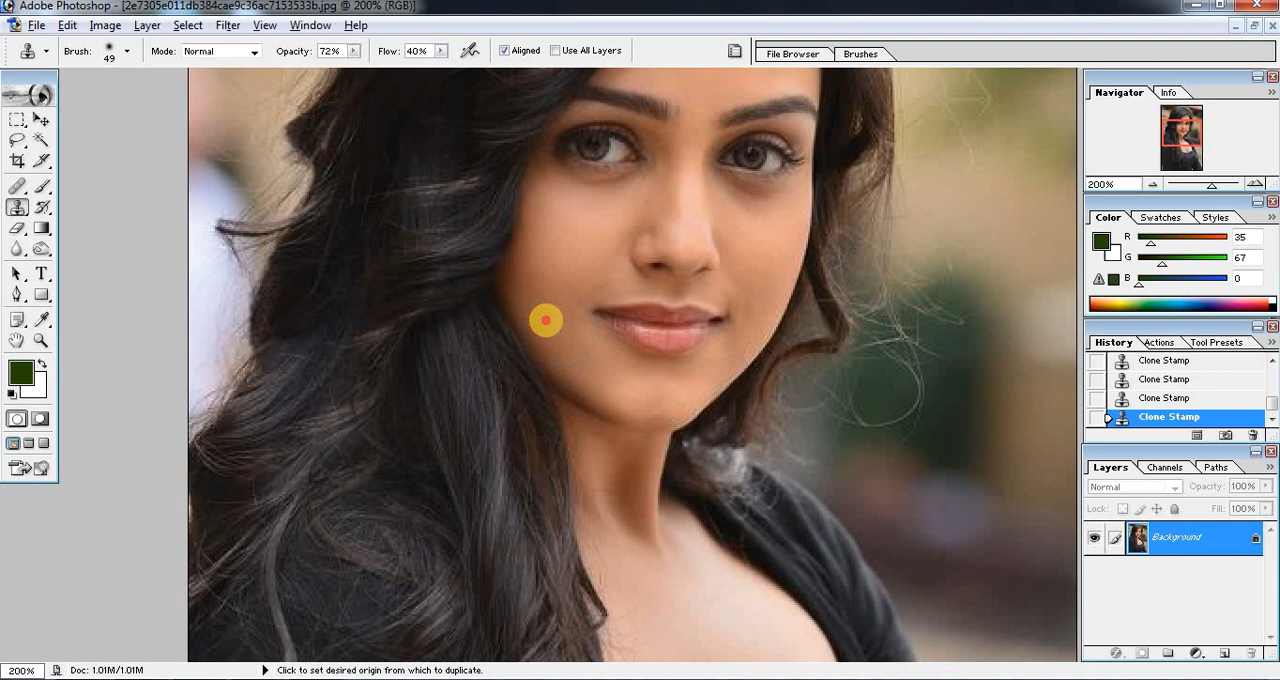 Adobe Photoshop - [2e7305e011db384cae9c36ac7153533b.jpg @ 200% (RGB)]
File Edit Image Layer Select Filter View Window Help
Brush: 49 Mode: Normal Opacity: 72% Flow: 40% Aligned Use All Layers File Browser Brushes
Navigator Info
200%
Color Swatches Styles
R 35
G 67
B 0
History Actions Tool Presets
Clone Stamp
Clone Stamp
Clone Stamp
Clone Stamp
Layers Channels Paths
Normal Opacity: 100%
Lock: Fill: 100%
Background
200% Doc: 1.01M/1.01M Click to set desired origin from which to duplicate.